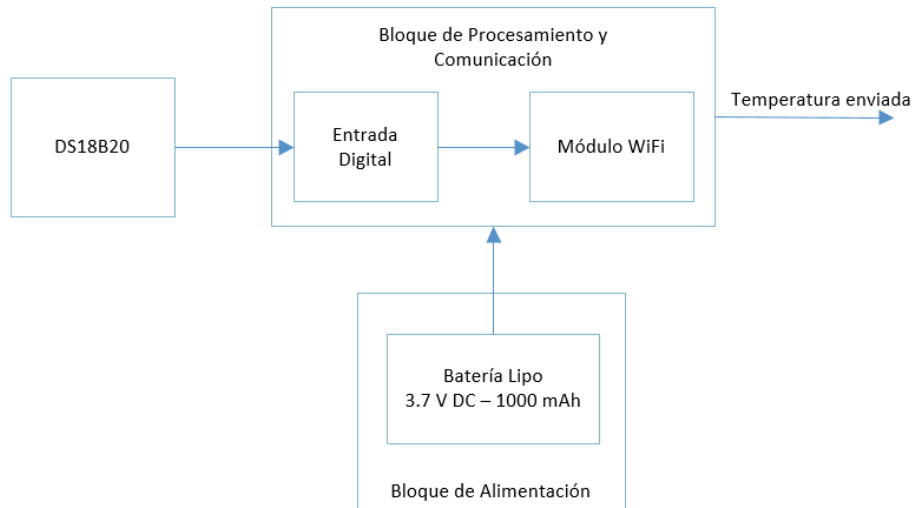 Bloque de Procesamiento y
Comunicación
Temperatura enviada
DS18B20
Entrada
Digital
Módulo WiFi
Batería Lipo
3.7 V DC – 1000 mAh
Bloque de Alimentación